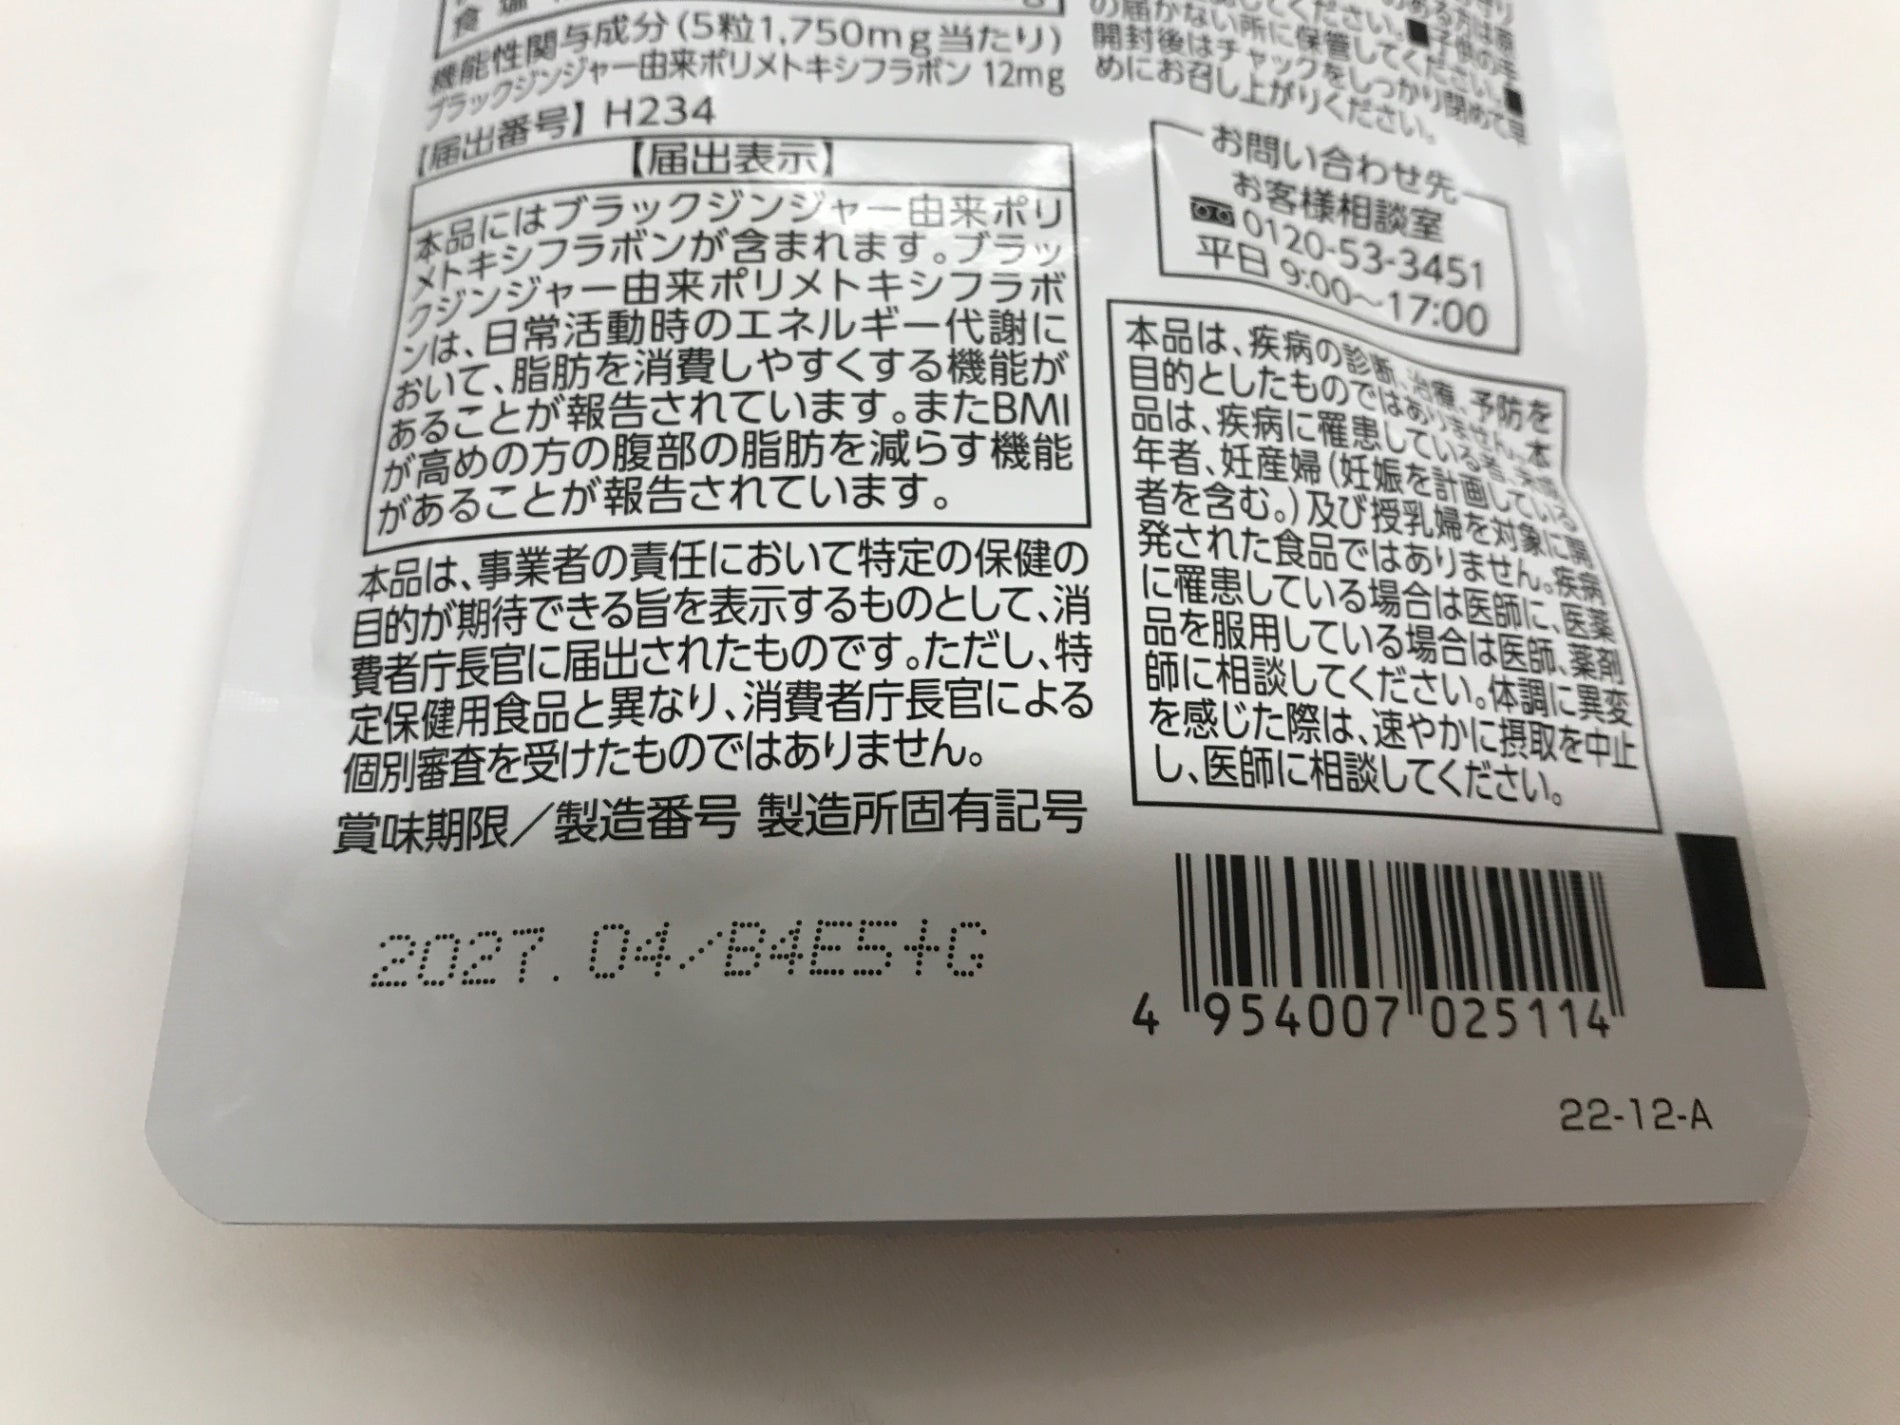 食塩
機能性関与成分(5粒1,750mg当たり)
ブラックジンジャー由来ポリメトキシフラボン 12mg
【届出番号】H234
【届出表示】
本品にはブラックジンジャー由来ポリ
メトキシフラボンが含まれます。ブラッ
クジンジャー由来ポリメトキシフラボ
ンは、日常活動時のエネルギー代謝に
おいて、脂肪を消費しやすくする機能が
あることが報告されています。またBMI
が高めの方の腹部の脂肪を減らす機能
があることが報告されています。
本品は、事業者の責任において特定の保健の
目的が期待できる旨を表示するものとして、消
費者庁長官に届出されたものです。ただし、特
定保健用食品と異なり、消費者庁長官による
個別審査を受けたものではありません。
賞味期限/製造番号 製造所固有記号
2027.04/B4E5+G
ください。■子供の手
の届かない所に保管してください。■
開封後はチャックをしっかり閉めて早
めにお召し上がりください。
お問い合わせ先
お客様相談室
0120-53-3451
平日 9:00~17:00
本品は、疾病の診断、治療、予防を
目的としたものではありません。本
品は、疾病に罹患している者、未成
年者、妊産婦(妊娠を計画している
者を含む。)及び授乳婦を対象に開
発された食品ではありません。疾病
に罹患している場合は医師に、医薬
品を服用している場合は医師、薬剤
師に相談してください。体調に異変
を感じた際は、速やかに摂取を中止
し、医師に相談してください。
4 954007 025114
22-12-A